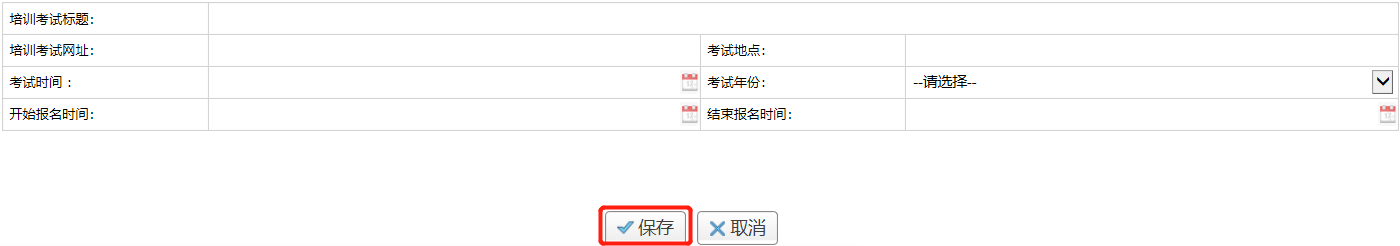 培训考试标题：
培训考试网址： 考试地点：
考试时间 ： 考试年份： --请选择--
开始报名时间： 结束报名时间：
保存 取消